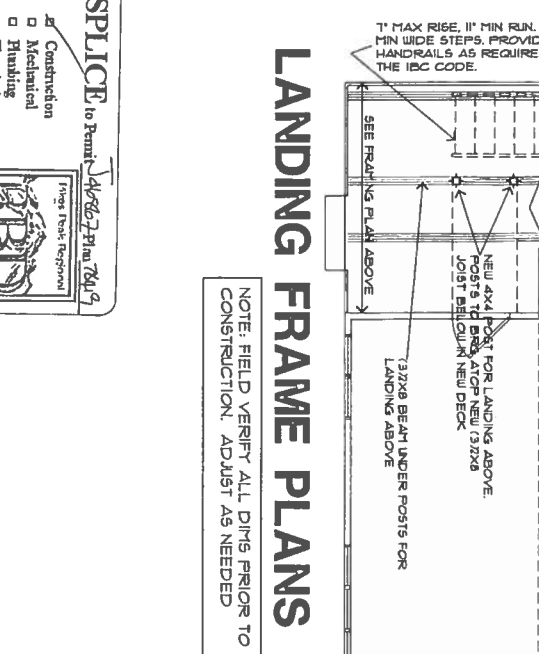 7" MAX RISE, 11" MIN RUN.
MIN WIDE STEPS. PROVID
HANDRAILS AS REQUIRE
THE IBC CODE.
SEE FRAMING PLAN ABOVE
NEW 4X4 POST FOR LANDING ABOVE.
POSTS TO BRG ATOP NEW (3)2X8
JOIST BELOW IN NEW DECK
(3)2X8 BEAM UNDER POSTS FOR
LANDING ABOVE
LANDING FRAME PLANS
NOTE: FIELD VERIFY ALL DIMS PRIOR TO
CONSTRUCTION. ADJUST AS NEEDED
SPLICE to Permit Plan
Construction
Mechanical
Plumbing
Pikes Peak Regional